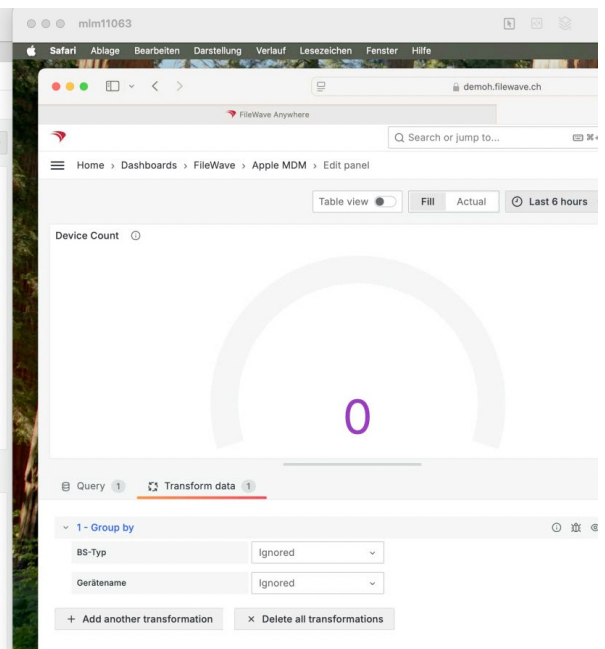 mlm11063
Safari Ablage Bearbeiten Darstellung Verlauf Lesezeichen Fenster Hilfe
demoh.filewave.ch
FileWave Anywhere
Search or jump to... ⌘+
Home › Dashboards › FileWave › Apple MDM › Edit panel
Table view Fill Actual Last 6 hours
Device Count
0
Query 1 Transform data 1
1 - Group by
BS-Typ Ignored
Gerätename Ignored
+ Add another transformation × Delete all transformations